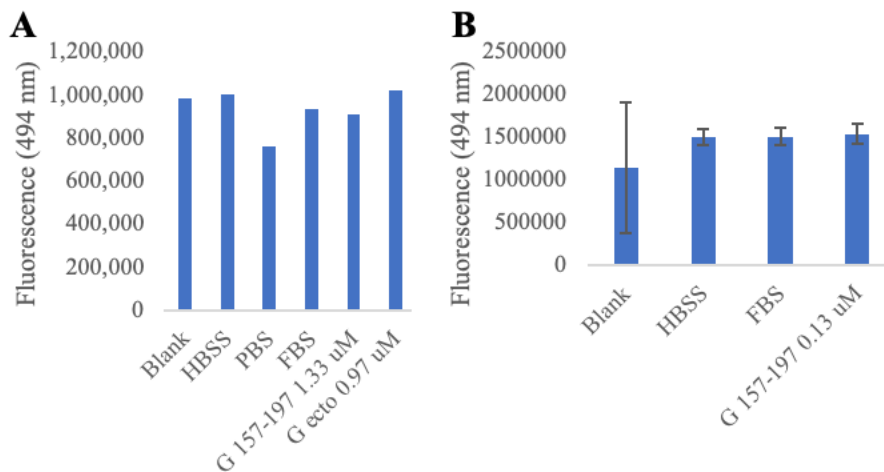 A
Fluorescence (494 nm)
1,200,000
1,000,000
800,000
600,000
400,000
200,000
0
Blank
HBSS
PBS
FBS
G 157-197 1.33 uM
G ecto 0.97 uM
B
Fluorescence (494 nm)
2500000
2000000
1500000
1000000
500000
0
Blank
HBSS
FBS
G 157-197 0.13 uM